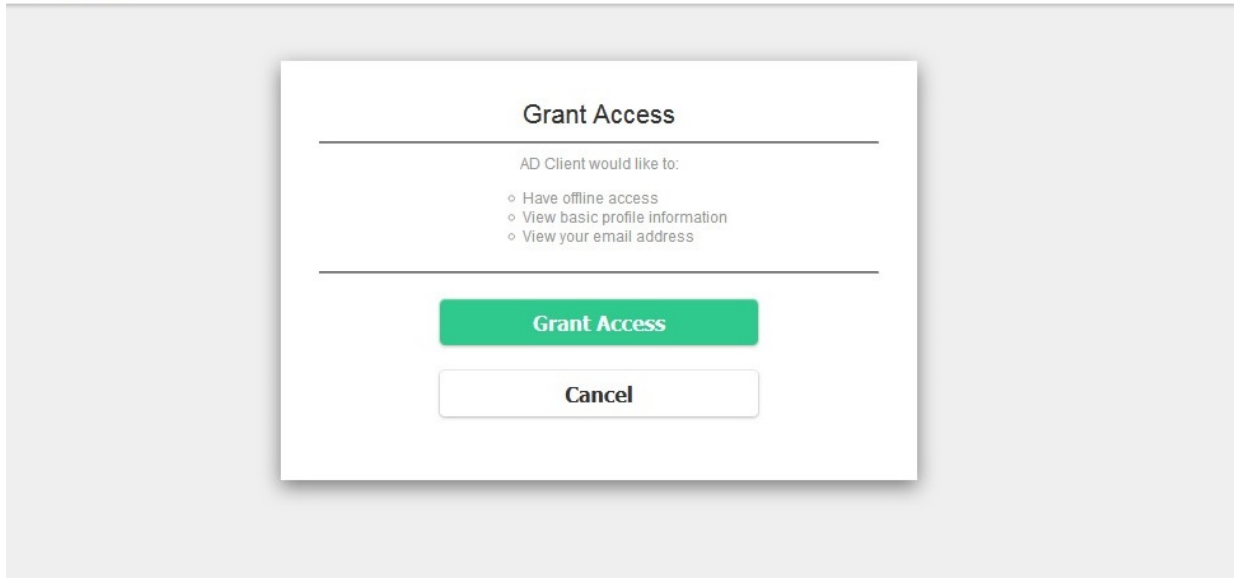 Grant Access
AD Client would like to:
Have offline access
View basic profile information
View your email address
Grant Access
Cancel